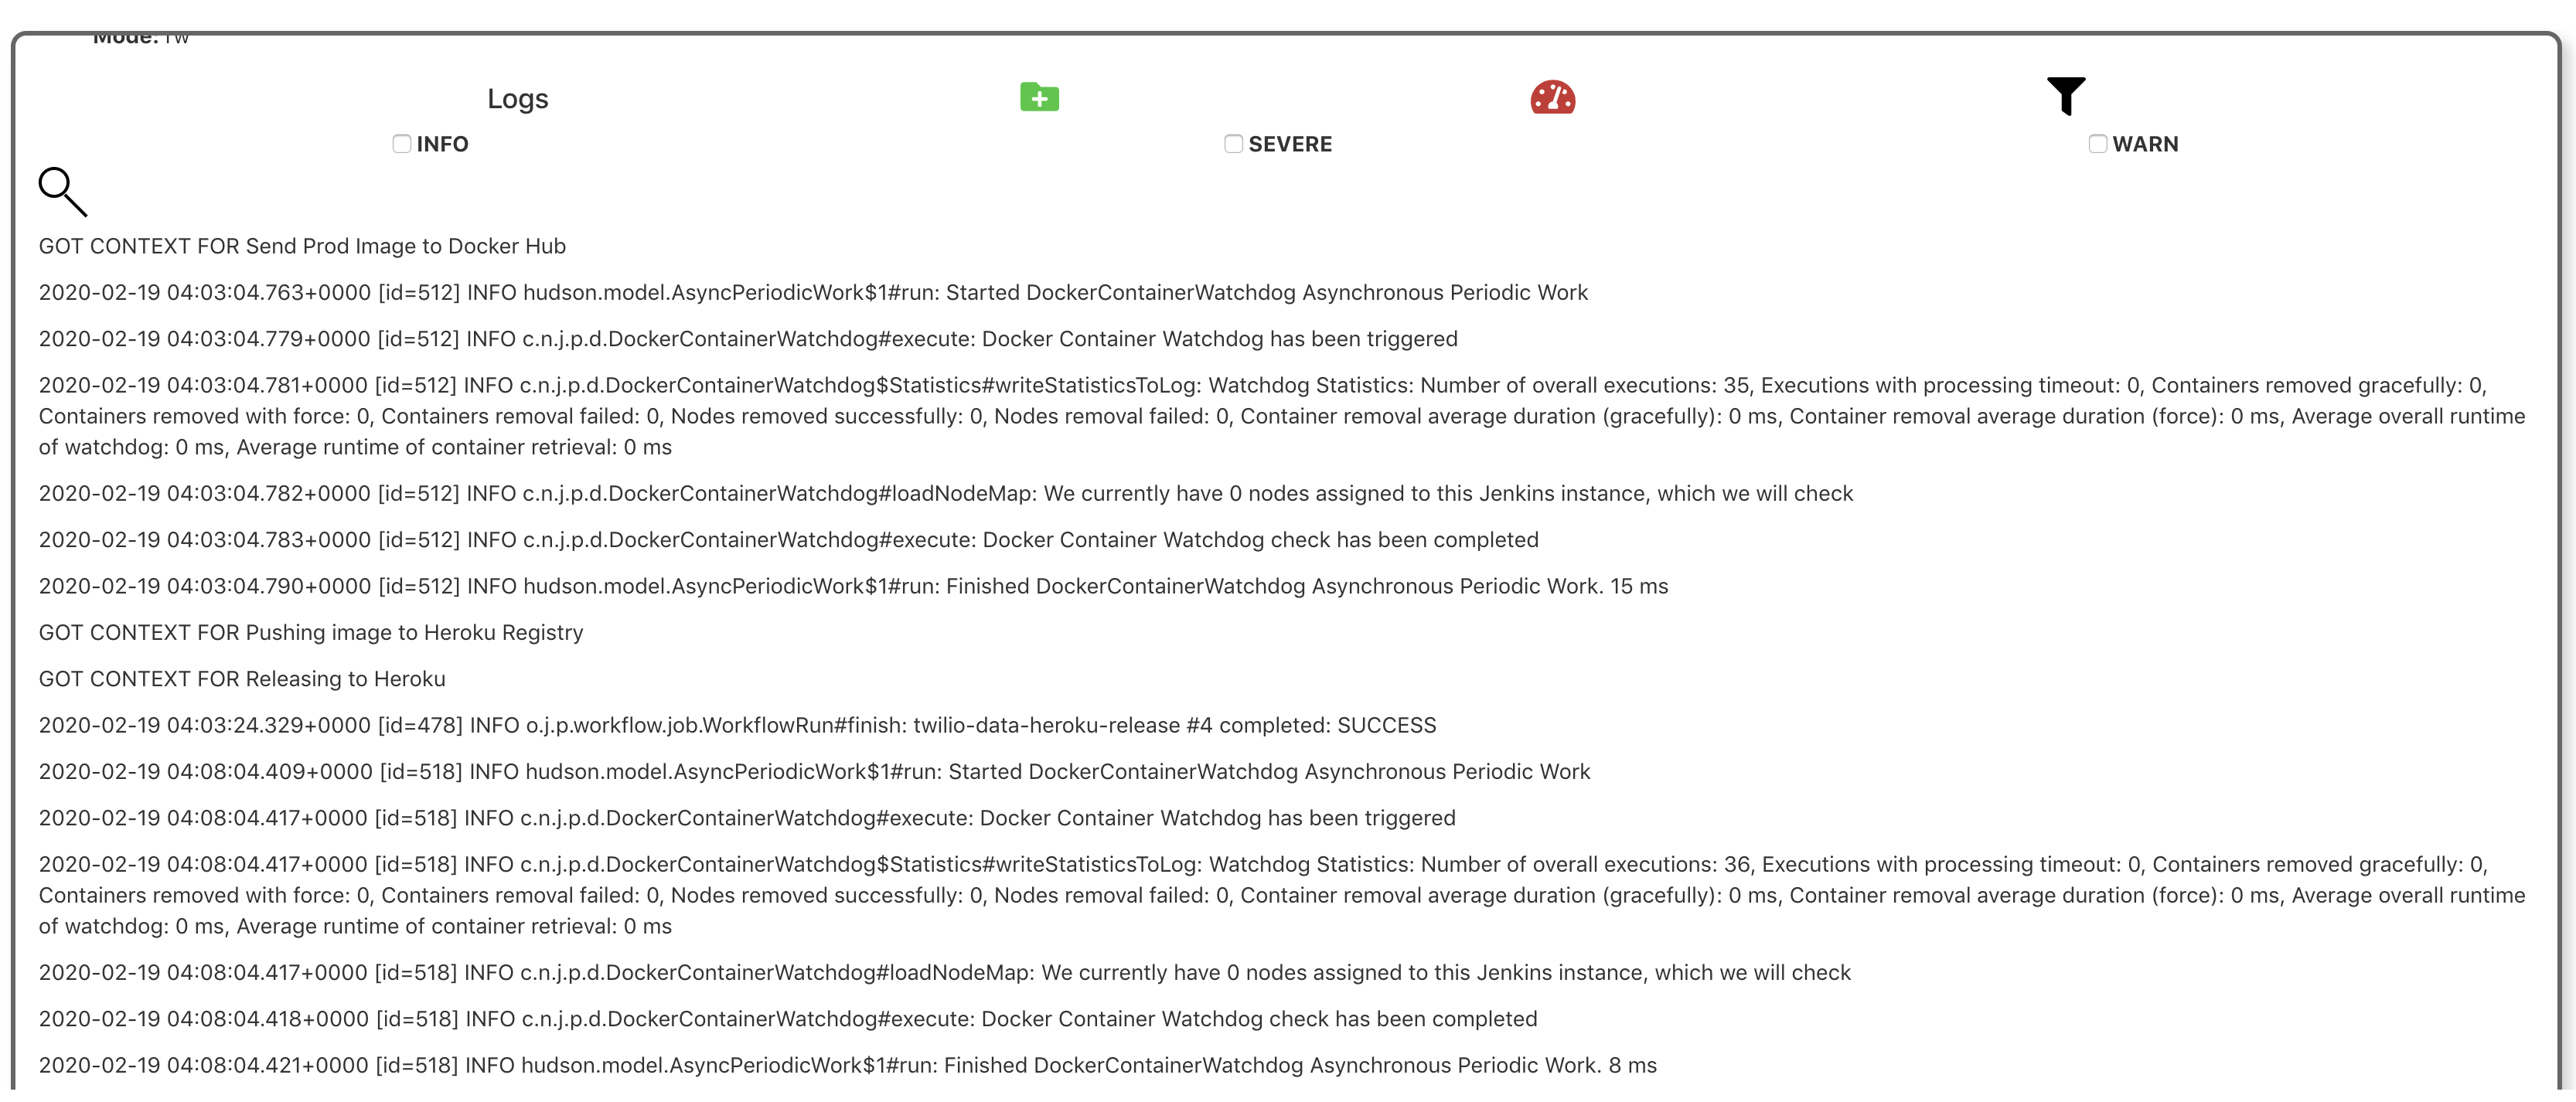 Mode: rw
Logs
INFO SEVERE WARN
GOT CONTEXT FOR Send Prod Image to Docker Hub
2020-02-19 04:03:04.763+0000 [id=512] INFO hudson.model.AsyncPeriodicWork$1#run: Started DockerContainerWatchdog Asynchronous Periodic Work
2020-02-19 04:03:04.779+0000 [id=512] INFO c.n.j.p.d.DockerContainerWatchdog#execute: Docker Container Watchdog has been triggered
2020-02-19 04:03:04.781+0000 [id=512] INFO c.n.j.p.d.DockerContainerWatchdog$Statistics#writeStatisticsToLog: Watchdog Statistics: Number of overall executions: 35, Executions with processing timeout: 0, Containers removed gracefully: 0,
Containers removed with force: 0, Containers removal failed: 0, Nodes removed successfully: 0, Nodes removal failed: 0, Container removal average duration (gracefully): 0 ms, Container removal average duration (force): 0 ms, Average overall runtime
of watchdog: 0 ms, Average runtime of container retrieval: 0 ms
2020-02-19 04:03:04.782+0000 [id=512] INFO c.n.j.p.d.DockerContainerWatchdog#loadNodeMap: We currently have 0 nodes assigned to this Jenkins instance, which we will check
2020-02-19 04:03:04.783+0000 [id=512] INFO c.n.j.p.d.DockerContainerWatchdog#execute: Docker Container Watchdog check has been completed
2020-02-19 04:03:04.790+0000 [id=512] INFO hudson.model.AsyncPeriodicWork$1#run: Finished DockerContainerWatchdog Asynchronous Periodic Work. 15 ms
GOT CONTEXT FOR Pushing image to Heroku Registry
GOT CONTEXT FOR Releasing to Heroku
2020-02-19 04:03:24.329+0000 [id=478] INFO o.j.p.workflow.job.WorkflowRun#finish: twilio-data-heroku-release #4 completed: SUCCESS
2020-02-19 04:08:04.409+0000 [id=518] INFO hudson.model.AsyncPeriodicWork$1#run: Started DockerContainerWatchdog Asynchronous Periodic Work
2020-02-19 04:08:04.417+0000 [id=518] INFO c.n.j.p.d.DockerContainerWatchdog#execute: Docker Container Watchdog has been triggered
2020-02-19 04:08:04.417+0000 [id=518] INFO c.n.j.p.d.DockerContainerWatchdog$Statistics#writeStatisticsToLog: Watchdog Statistics: Number of overall executions: 36, Executions with processing timeout: 0, Containers removed gracefully: 0,
Containers removed with force: 0, Containers removal failed: 0, Nodes removed successfully: 0, Nodes removal failed: 0, Container removal average duration (gracefully): 0 ms, Container removal average duration (force): 0 ms, Average overall runtime
of watchdog: 0 ms, Average runtime of container retrieval: 0 ms
2020-02-19 04:08:04.417+0000 [id=518] INFO c.n.j.p.d.DockerContainerWatchdog#loadNodeMap: We currently have 0 nodes assigned to this Jenkins instance, which we will check
2020-02-19 04:08:04.418+0000 [id=518] INFO c.n.j.p.d.DockerContainerWatchdog#execute: Docker Container Watchdog check has been completed
2020-02-19 04:08:04.421+0000 [id=518] INFO hudson.model.AsyncPeriodicWork$1#run: Finished DockerContainerWatchdog Asynchronous Periodic Work. 8 ms